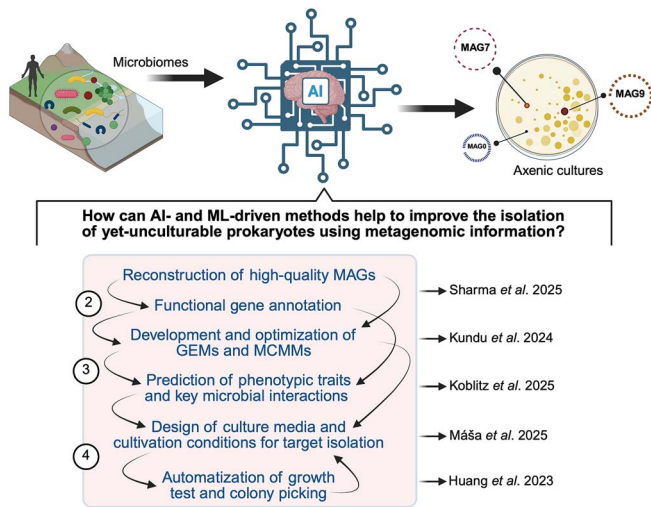 Microbiomes
AI
MAG7
MAG9
MAG0
Axenic cultures
How can AI- and ML-driven methods help to improve the isolation
of yet-unculturable prokaryotes using metagenomic information?
Reconstruction of high-quality MAGs
Sharma et al. 2025
2
Functional gene annotation
Development and optimization of
GEMs and MCMMs
Kundu et al. 2024
3
Prediction of phenotypic traits
and key microbial interactions
Koblitz et al. 2025
Design of culture media and
cultivation conditions for target isolation
Máša et al. 2025
4
Automatization of growth
test and colony picking
Huang et al. 2023